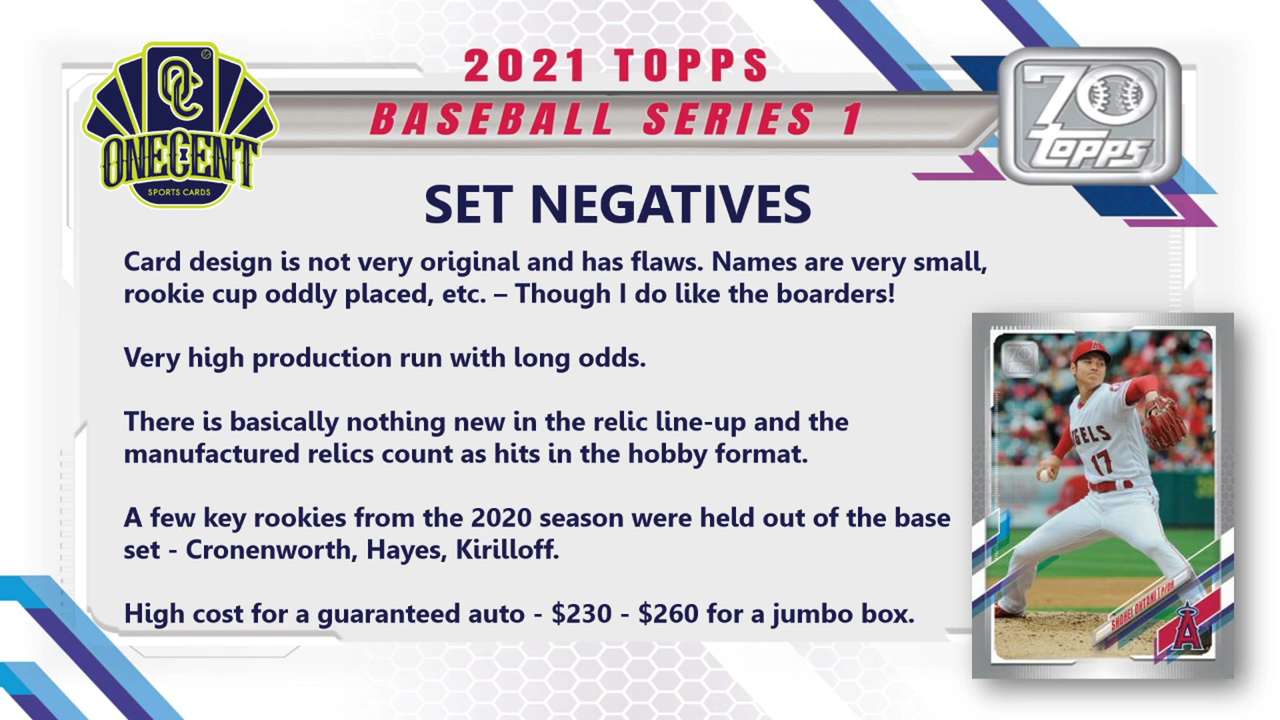 2021 TOPPS
BASEBALL SERIES 1
OC
ONECENT
SPORTS CARDS
70
topps
SET NEGATIVES
Card design is not very original and has flaws. Names are very small,
rookie cup oddly placed, etc. – Though I do like the boarders!
Very high production run with long odds.
There is basically nothing new in the relic line-up and the
manufactured relics count as hits in the hobby format.
A few key rookies from the 2020 season were held out of the base
set - Cronenworth, Hayes, Kirilloff.
High cost for a guaranteed auto - $230 - $260 for a jumbo box.
70
ANGELS
17
SHOHEI OHTANI | P/DH
A